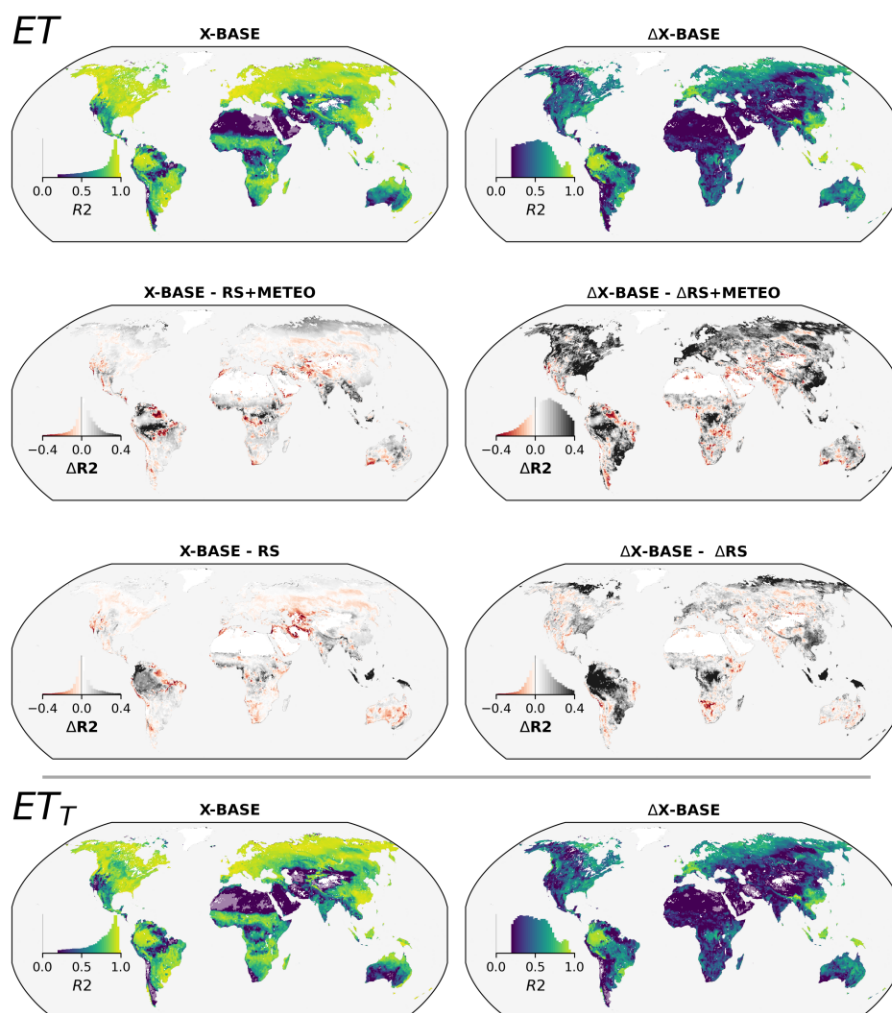 ET
X-BASE
ΔX-BASE
0.0 0.5 1.0
R2
0.0 0.5 1.0
R2
X-BASE - RS+METEO
ΔX-BASE - ΔRS+METEO
−0.4 0.0 0.4
ΔR2
−0.4 0.0 0.4
ΔR2
X-BASE - RS
ΔX-BASE - ΔRS
−0.4 0.0 0.4
ΔR2
−0.4 0.0 0.4
ΔR2
ET_T
X-BASE
ΔX-BASE
0.0 0.5 1.0
R2
0.0 0.5 1.0
R2